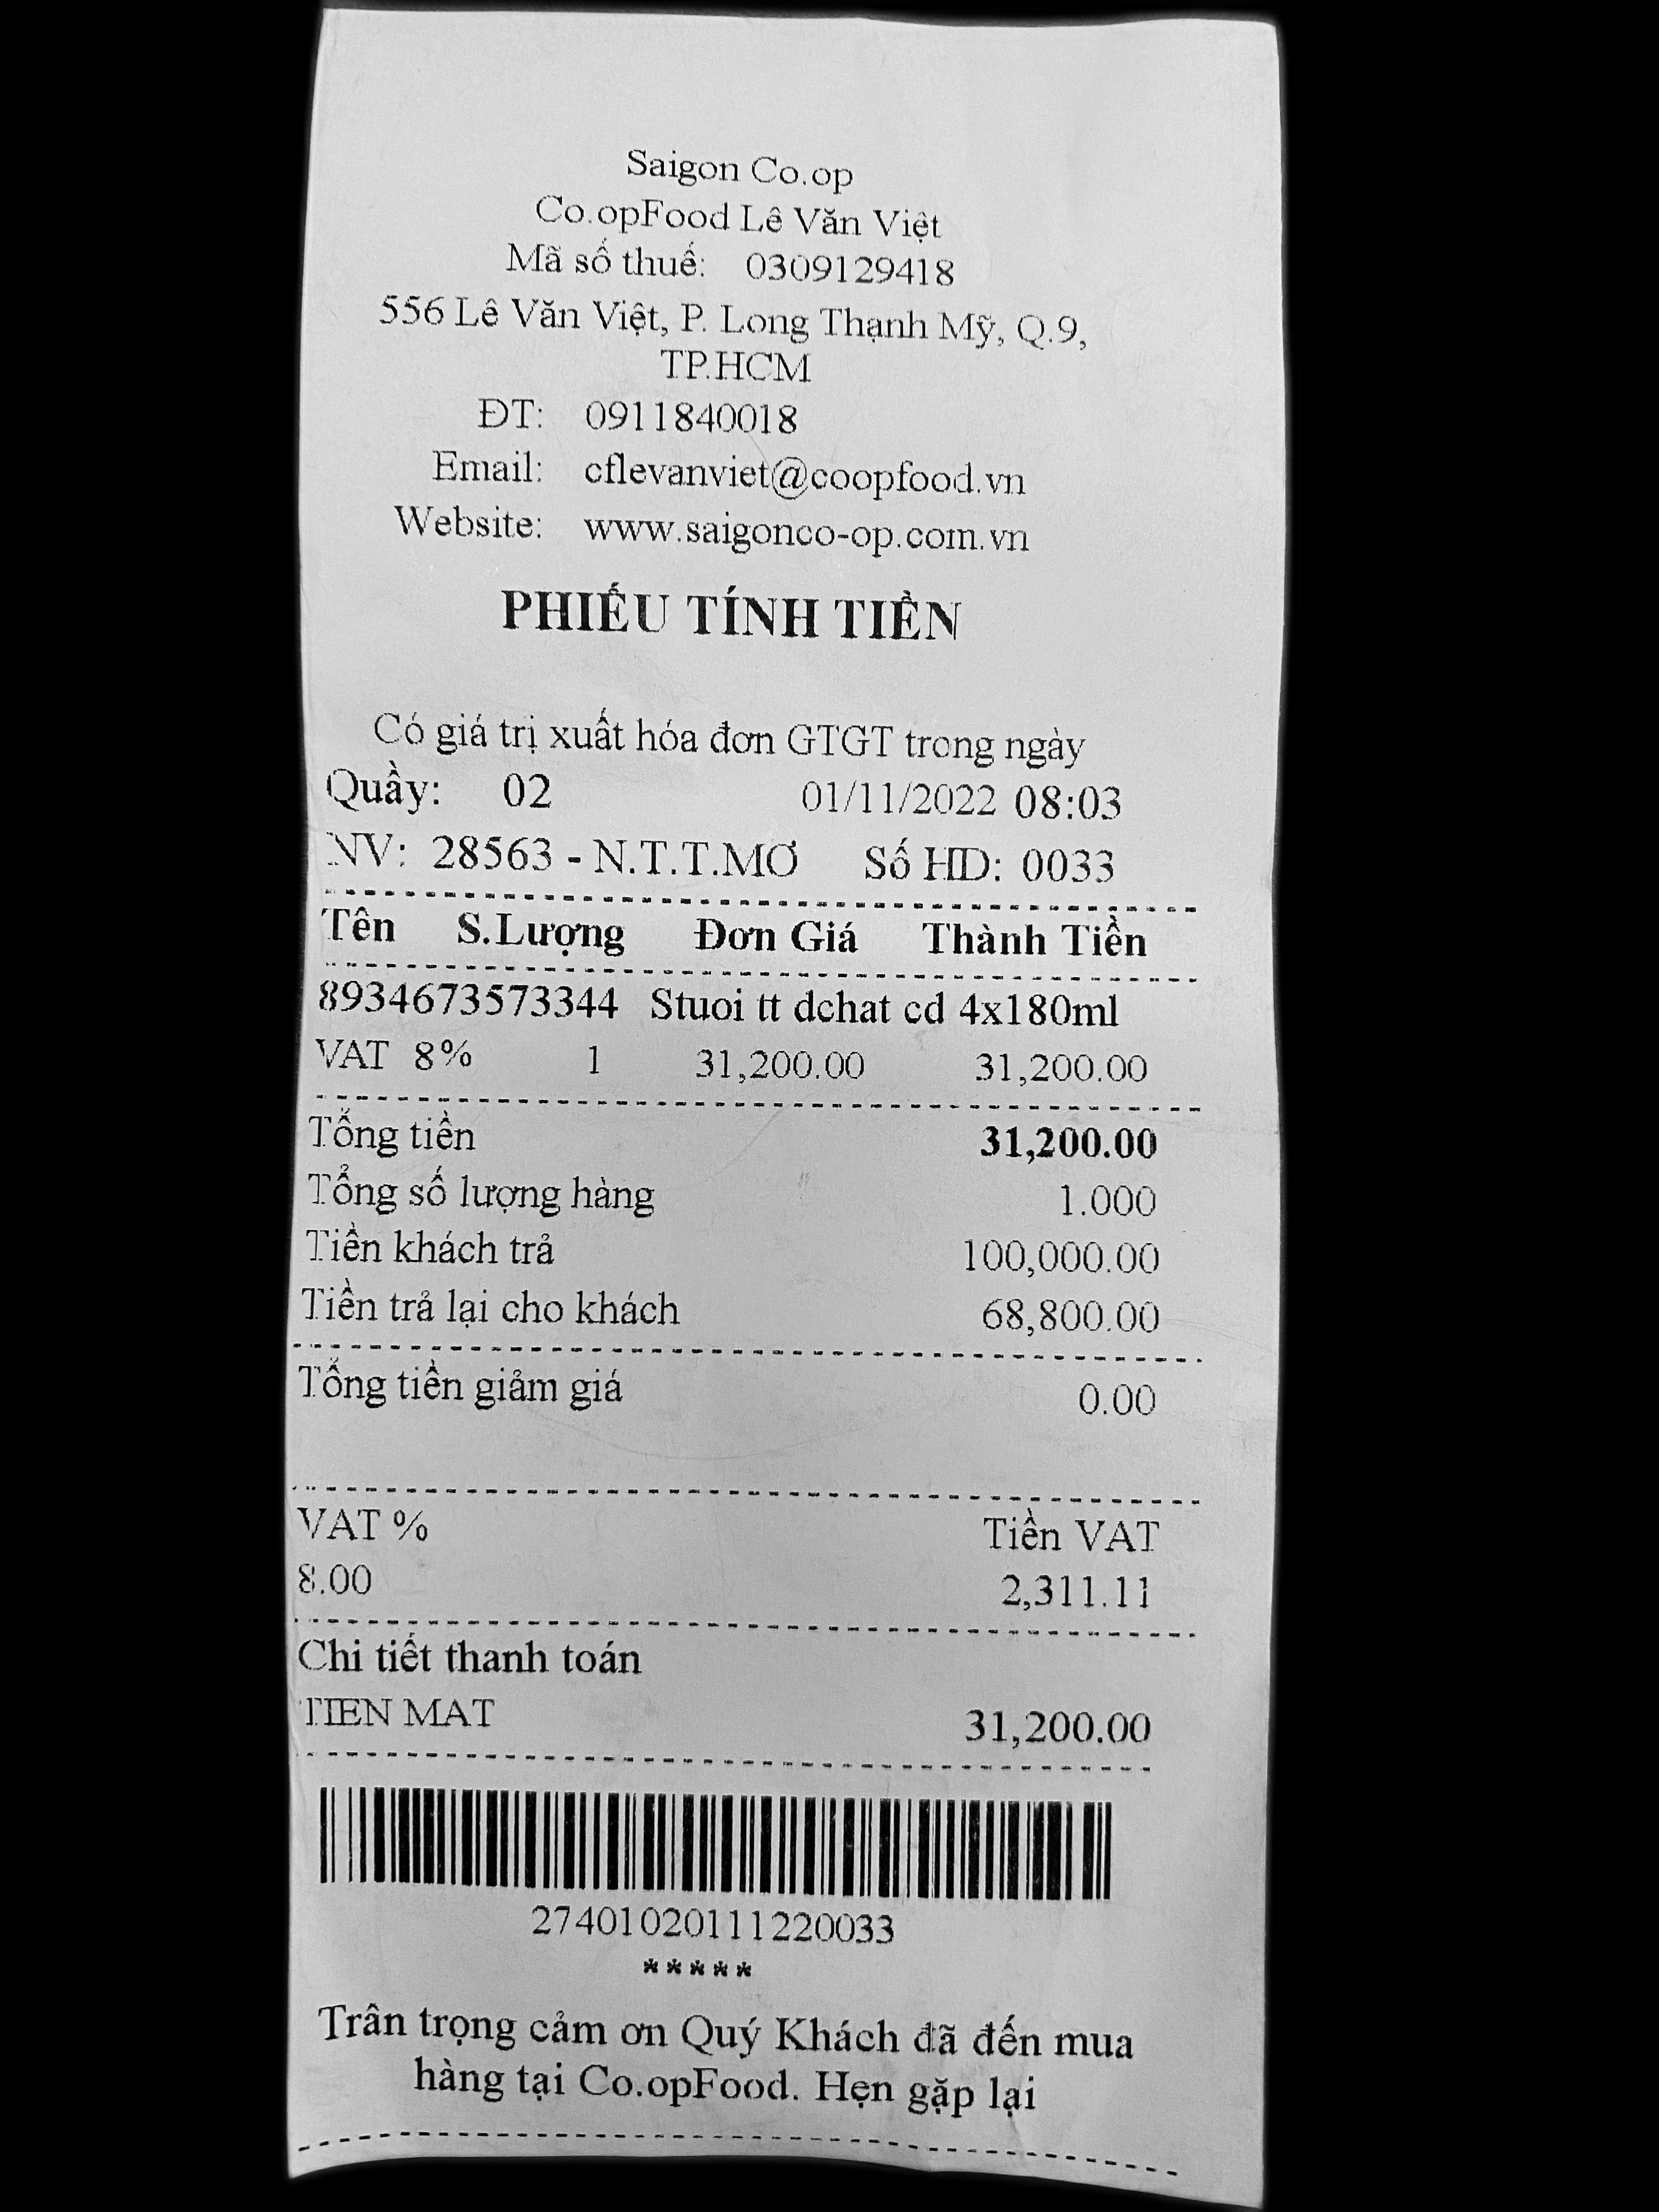 Saigon Co.op
Co.opFood Lê Văn Việt
Mã số thuế: 0309129418
556 Lê Văn Việt, P. Long Thạnh Mỹ, Q.9,
TP.HCM
ĐT: 0911840018
Email: cflevanviet@coopfood.vn
Website: www.saigonco-op.com.vn
PHIẾU TÍNH TIỀN
Có giá trị xuất hóa đơn GTGT trong ngày
Quầy: 02 01/11/2022 08:03
NV: 28563 - N.T.T.MƠ Số HD: 0033
Tên S.Lượng Đơn Giá Thành Tiền
8934673573344 Stuoi tt dchat cd 4x180ml
VAT 8% 1 31,200.00 31,200.00
Tổng tiền 31,200.00
Tổng số lượng hàng 1.000
Tiền khách trả 100,000.00
Tiền trả lại cho khách 68,800.00
Tổng tiền giảm giá 0.00
VAT % Tiền VAT
8.00 2,311.11
Chi tiết thanh toán
TIEN MAT 31,200.00
27401020111220033
*****
Trân trọng cảm ơn Quý Khách đã đến mua
hàng tại Co.opFood. Hẹn gặp lại